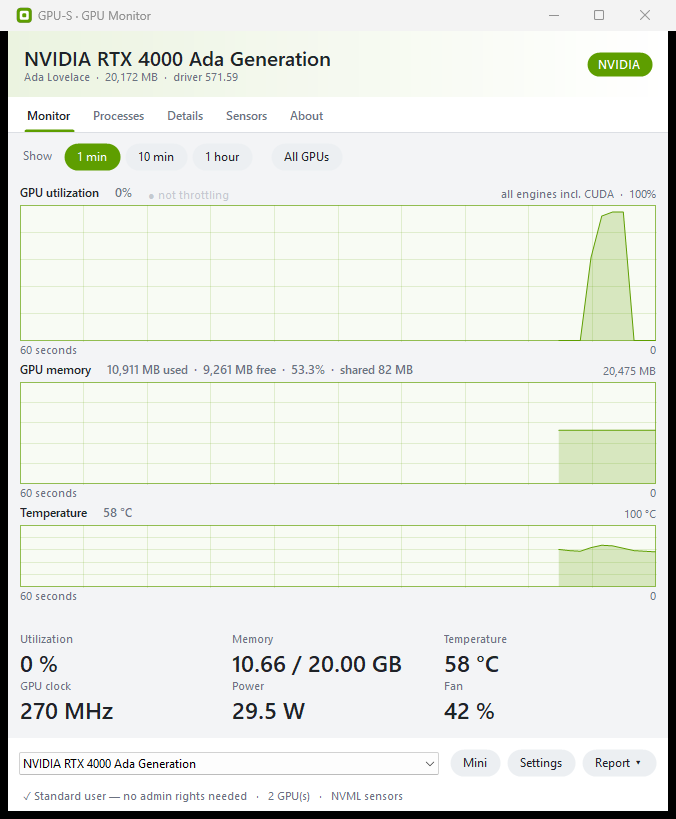 GPU-S · GPU Monitor
NVIDIA RTX 4000 Ada Generation
Ada Lovelace · 20,172 MB · driver 571.59
NVIDIA
Monitor Processes Details Sensors About
Show 1 min 10 min 1 hour All GPUs
GPU utilization 0% ● not throttling all engines incl. CUDA · 100%
60 seconds 0
GPU memory 10,911 MB used · 9,261 MB free · 53.3% · shared 82 MB 20,475 MB
60 seconds 0
Temperature 58 °C 100 °C
60 seconds 0
Utilization Memory Temperature
0 % 10.66 / 20.00 GB 58 °C
GPU clock Power Fan
270 MHz 29.5 W 42 %
NVIDIA RTX 4000 Ada Generation Mini Settings Report ▾
✓ Standard user — no admin rights needed · 2 GPU(s) · NVML sensors